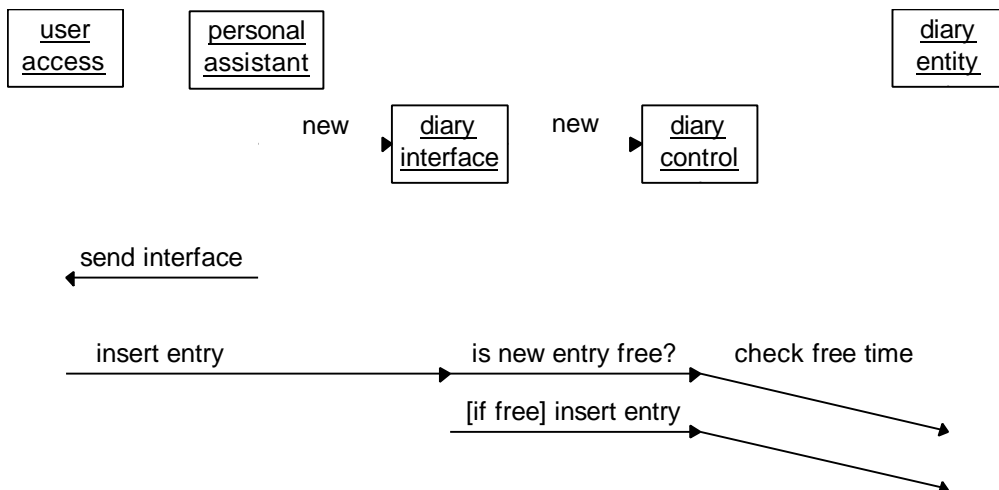 user
access
personal
assistant
diary
entity
new
diary
interface
new
diary
control
send interface
insert entry
is new entry free?
check free time
[if free] insert entry